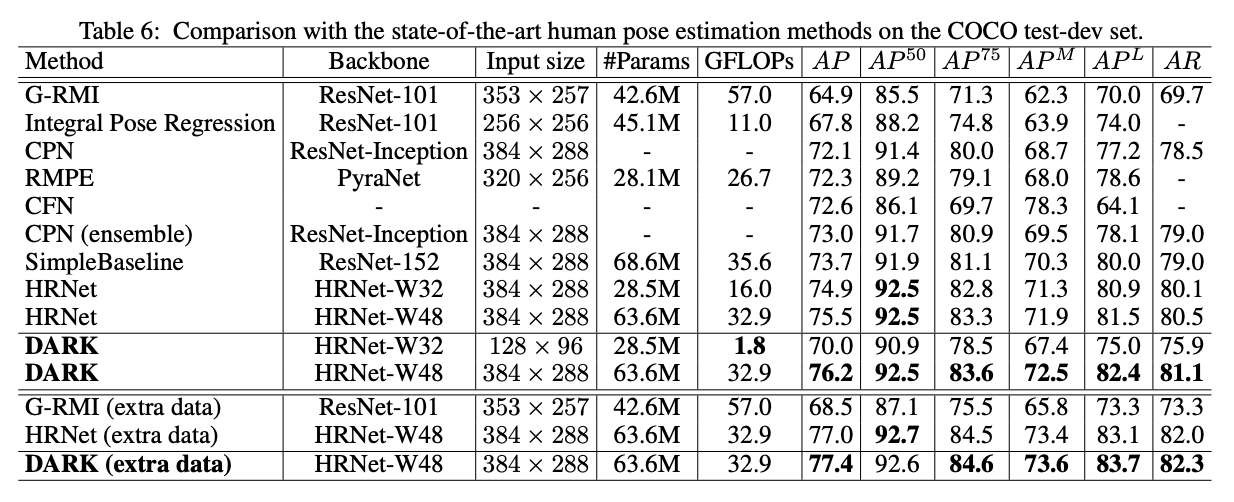 Table 6: Comparison with the state-of-the-art human pose estimation methods on the COCO test-dev set.
Method Backbone Input size #Params GFLOPs AP AP^50 AP^75 AP^M AP^L AR
G-RMI ResNet-101 353 × 257 42.6M 57.0 64.9 85.5 71.3 62.3 70.0 69.7
Integral Pose Regression ResNet-101 256 × 256 45.1M 11.0 67.8 88.2 74.8 63.9 74.0 -
CPN ResNet-Inception 384 × 288 - - 72.1 91.4 80.0 68.7 77.2 78.5
RMPE PyraNet 320 × 256 28.1M 26.7 72.3 89.2 79.1 68.0 78.6 -
CFN - - - - 72.6 86.1 69.7 78.3 64.1 -
CPN (ensemble) ResNet-Inception 384 × 288 - - 73.0 91.7 80.9 69.5 78.1 79.0
SimpleBaseline ResNet-152 384 × 288 68.6M 35.6 73.7 91.9 81.1 70.3 80.0 79.0
HRNet HRNet-W32 384 × 288 28.5M 16.0 74.9 92.5 82.8 71.3 80.9 80.1
HRNet HRNet-W48 384 × 288 63.6M 32.9 75.5 92.5 83.3 71.9 81.5 80.5
DARK HRNet-W32 128 × 96 28.5M 1.8 70.0 90.9 78.5 67.4 75.0 75.9
DARK HRNet-W48 384 × 288 63.6M 32.9 76.2 92.5 83.6 72.5 82.4 81.1
G-RMI (extra data) ResNet-101 353 × 257 42.6M 57.0 68.5 87.1 75.5 65.8 73.3 73.3
HRNet (extra data) HRNet-W48 384 × 288 63.6M 32.9 77.0 92.7 84.5 73.4 83.1 82.0
DARK (extra data) HRNet-W48 384 × 288 63.6M 32.9 77.4 92.6 84.6 73.6 83.7 82.3